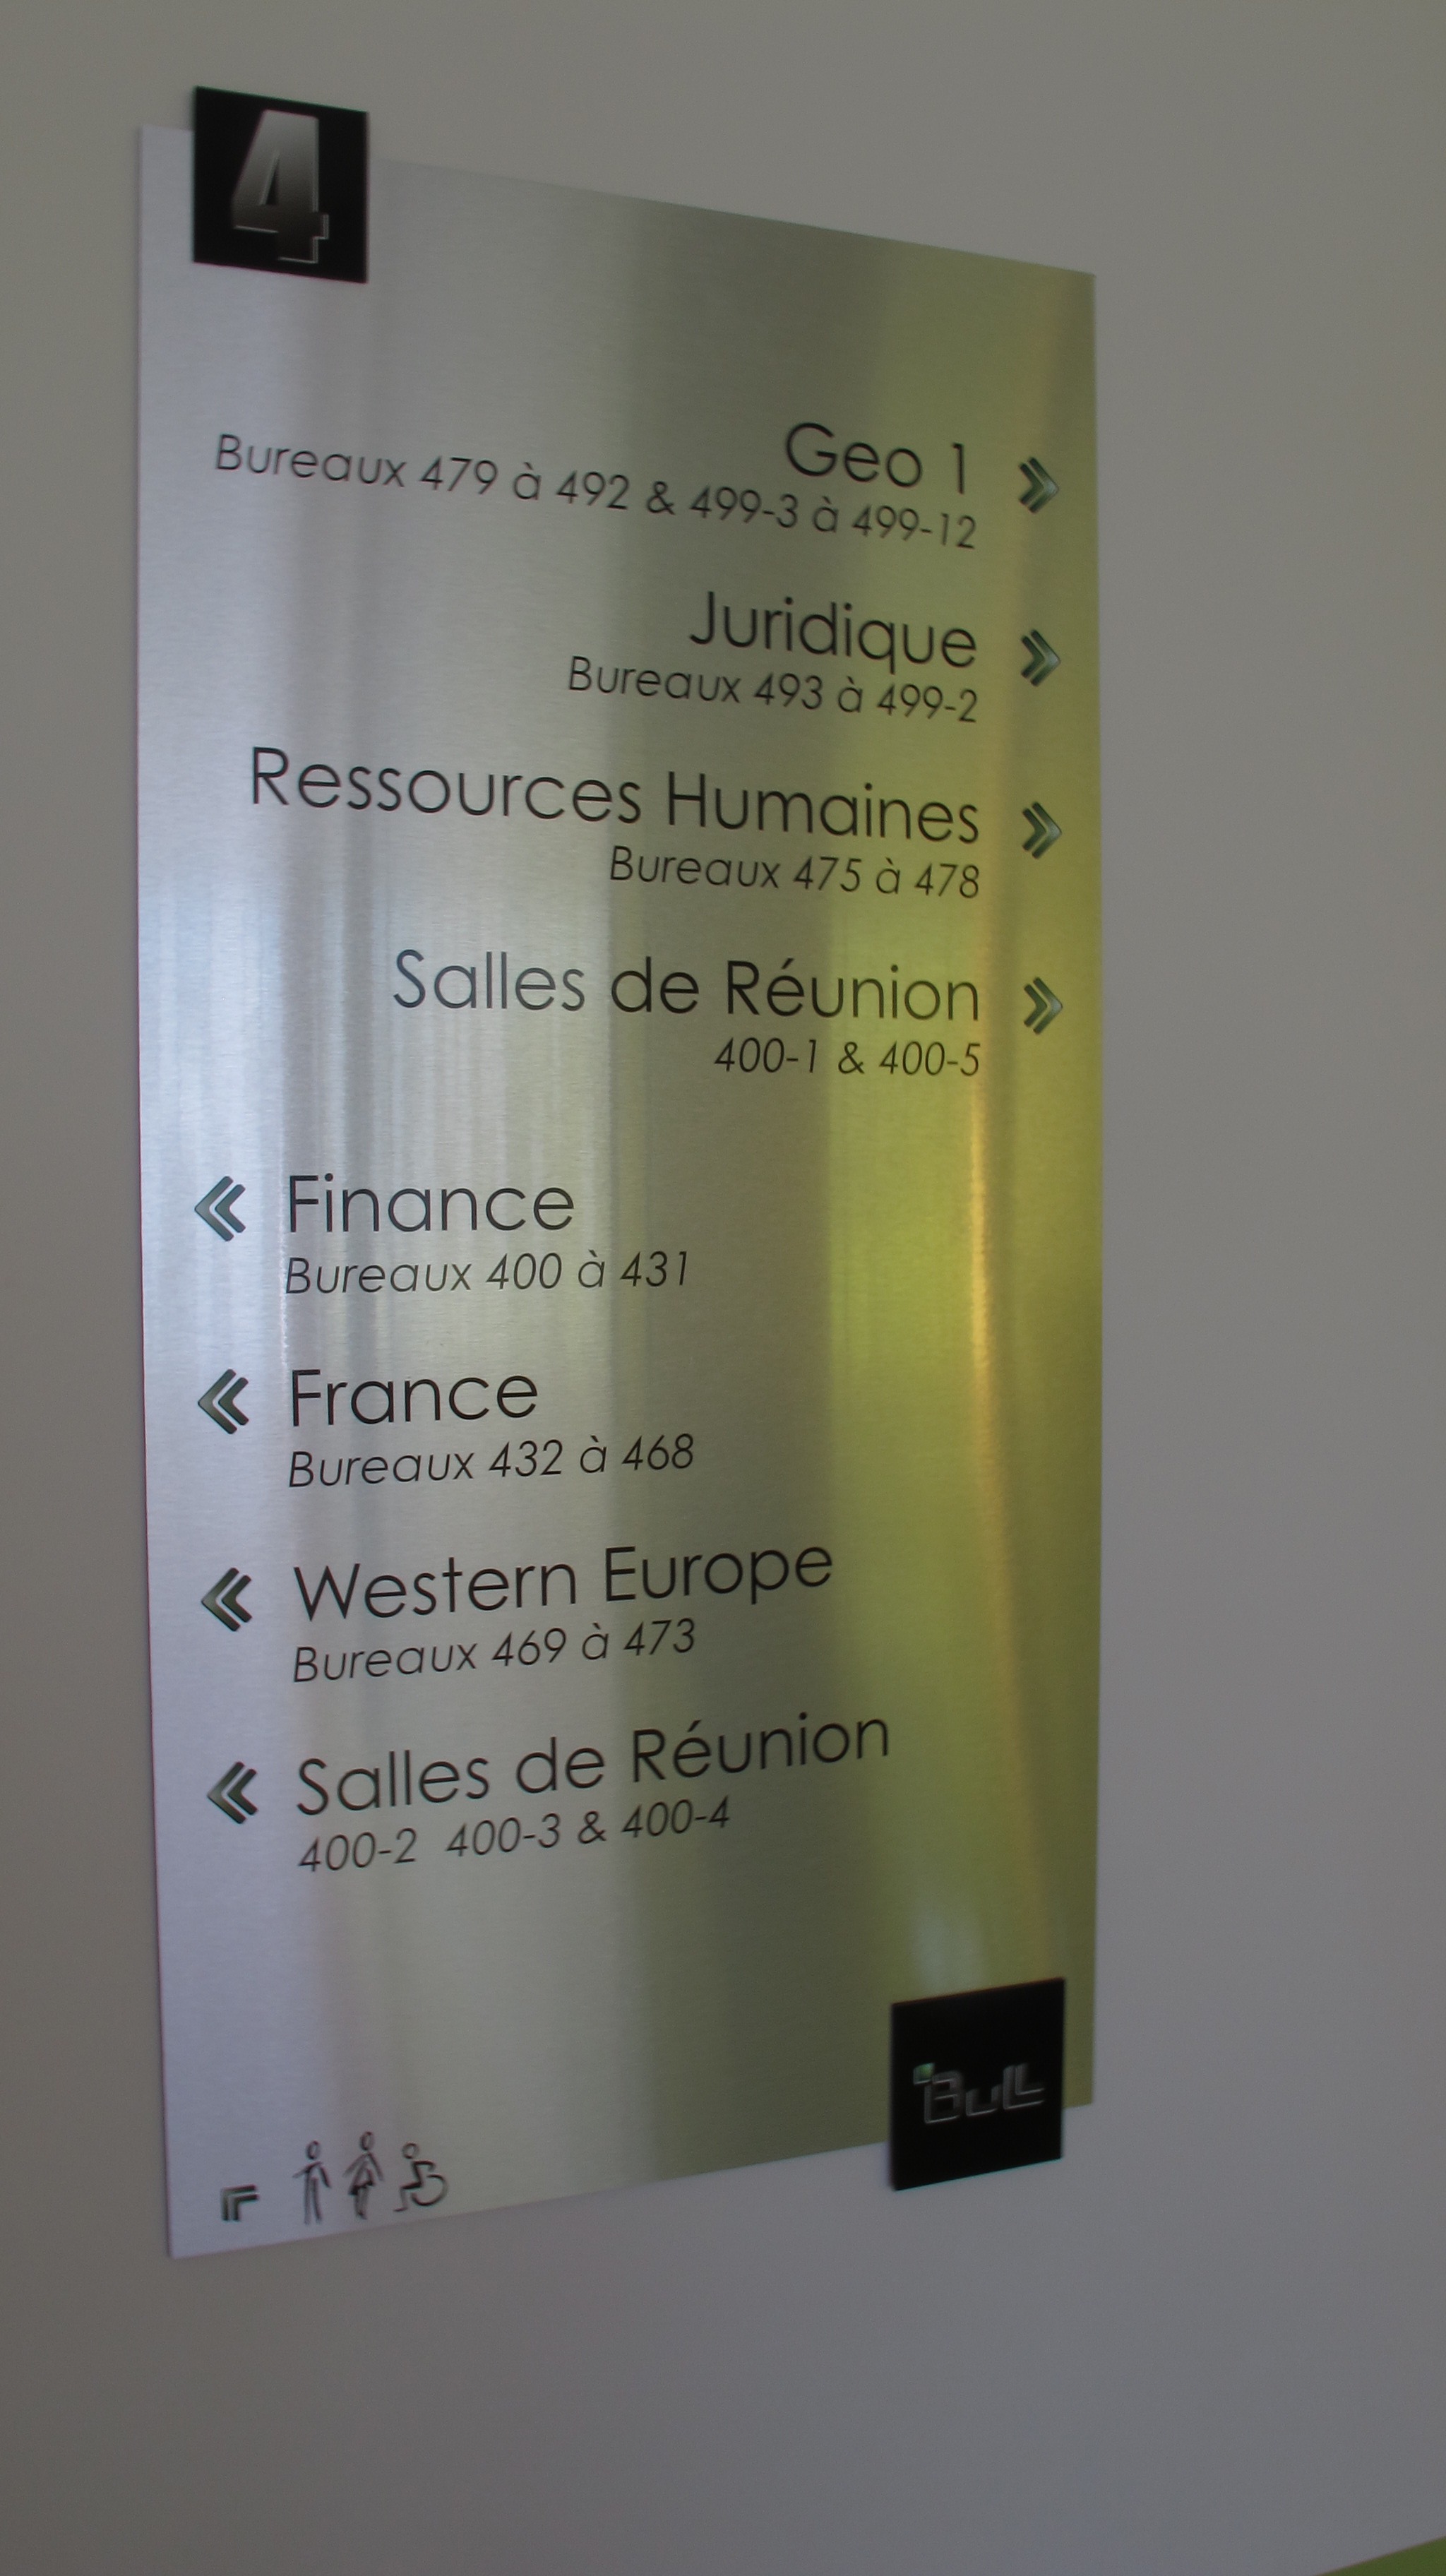 4
Geo 1
Bureaux 479 à 492 & 499-3 à 499-12
Juridique
Bureaux 493 à 499-2
Ressources Humaines
Bureaux 475 à 478
Salles de Réunion
400-1 & 400-5
Finance
Bureaux 400 à 431
France
Bureaux 432 à 468
Western Europe
Bureaux 469 à 473
Salles de Réunion
400-2 400-3 & 400-4
Bull